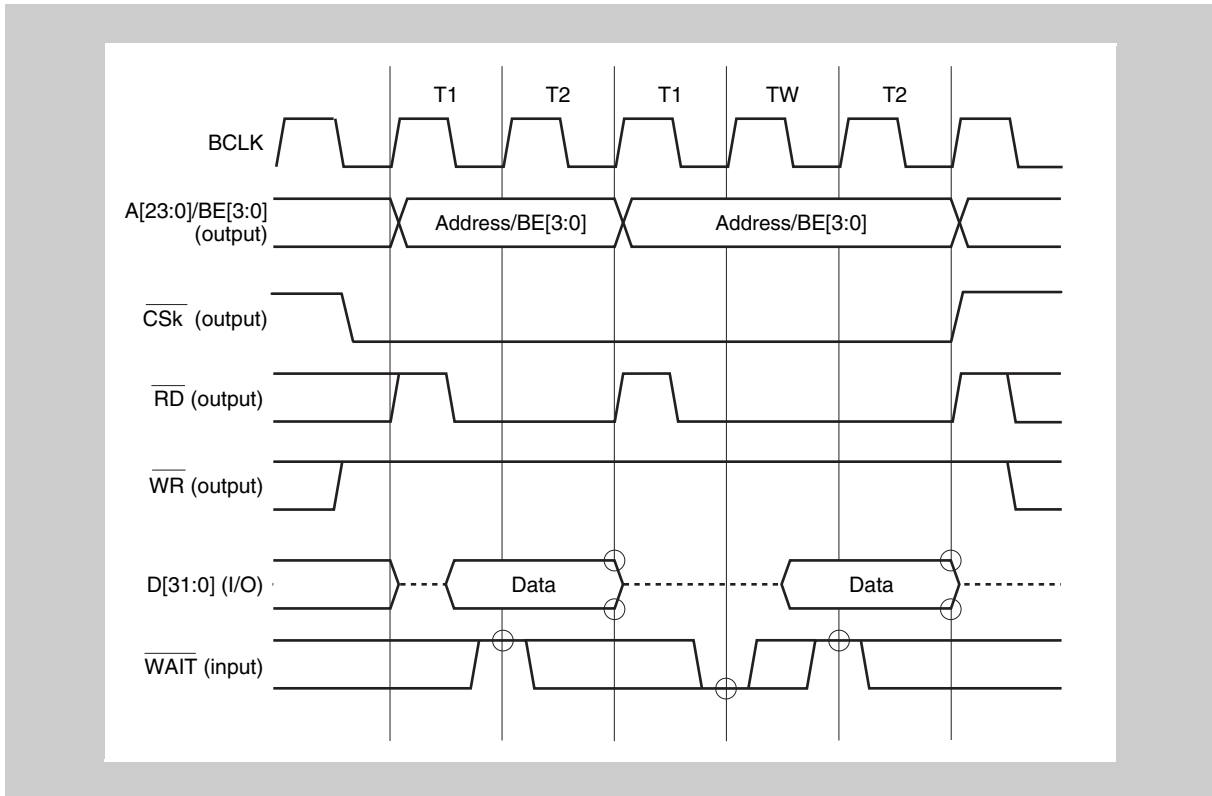 T1 T2 T1 TW T2
BCLK
A[23:0]/BE[3:0]
(output)
Address/BE[3:0] Address/BE[3:0]
CSk (output)
RD (output)
WR (output)
D[31:0] (I/O)
Data Data
WAIT (input)